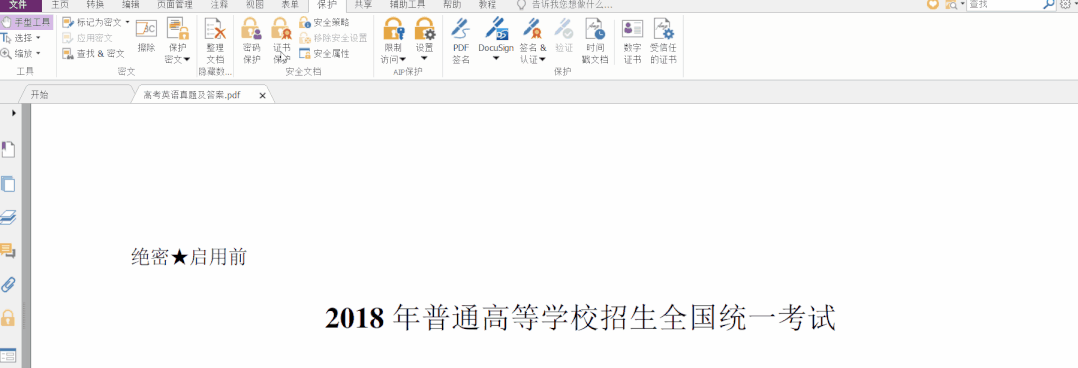 文件 主页 转换 编辑 页面管理 注释 视图 表单 保护 共享 辅助工具 帮助 教程 告诉我您想做什么... 查找
手型工具
选择
缩放
工具
标记为密文
应用密文
查找 & 密文
擦除
保护
密文
密文
整理
文档
隐藏数...
密码
保护
证书
保护
安全策略
移除安全设置
安全属性
安全文档
限制
访问
设置
AIP保护
PDF
签名
DocuSign
签名 &
认证
验证
时间
戳文档
数字
证书
受信任
的证书
保护
开始
高考英语真题及答案.pdf
绝密★启用前
2018 年普通高等学校招生全国统一考试